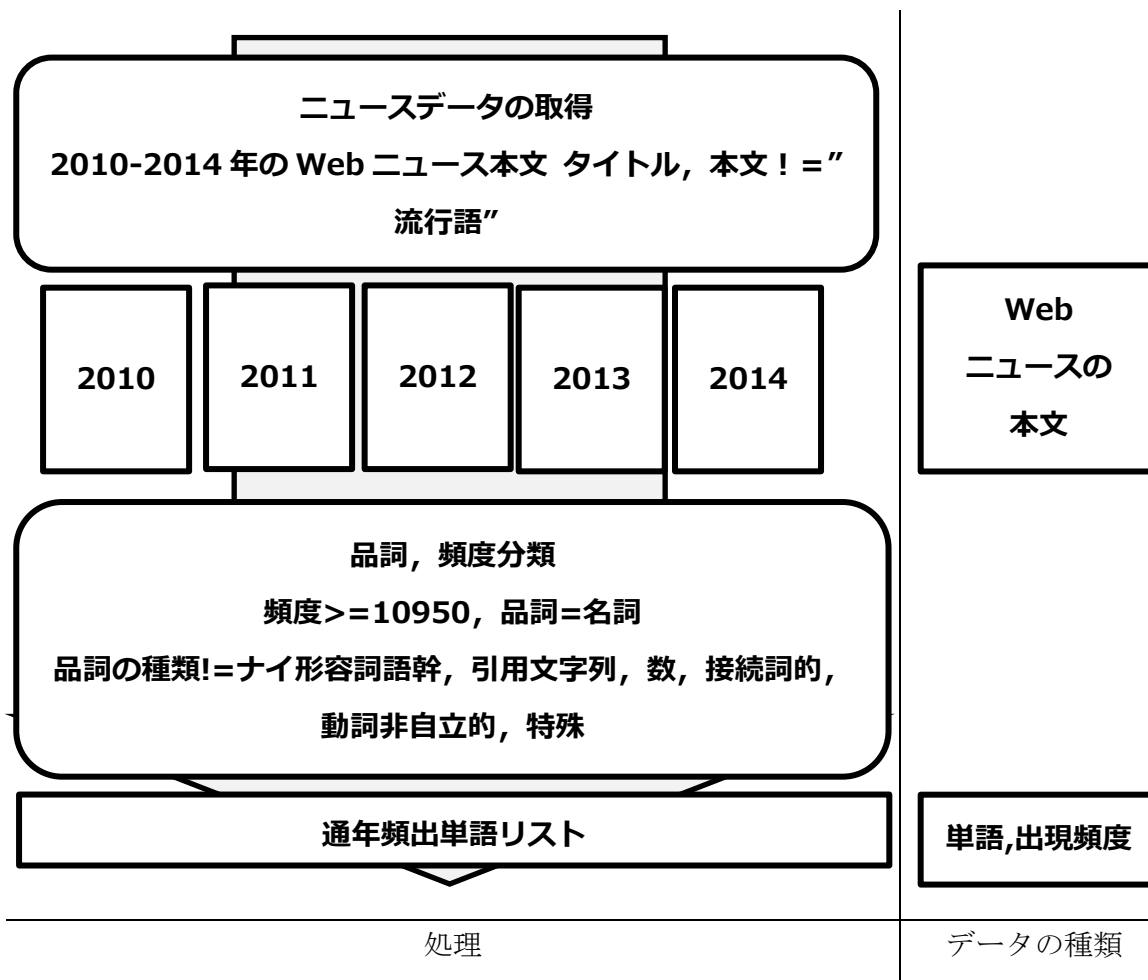 ニュースデータの取得
2010-2014 年の Web ニュース本文 タイトル，本文！=”
流行語”
2010
2011
2012
2013
2014
Web
ニュースの
本文
品詞，頻度分類
頻度>=10950，品詞=名詞
品詞の種類!=ナイ形容詞語幹，引用文字列，数，接続詞的，
動詞非自立的，特殊
通年頻出単語リスト
単語,出現頻度
処理
データの種類